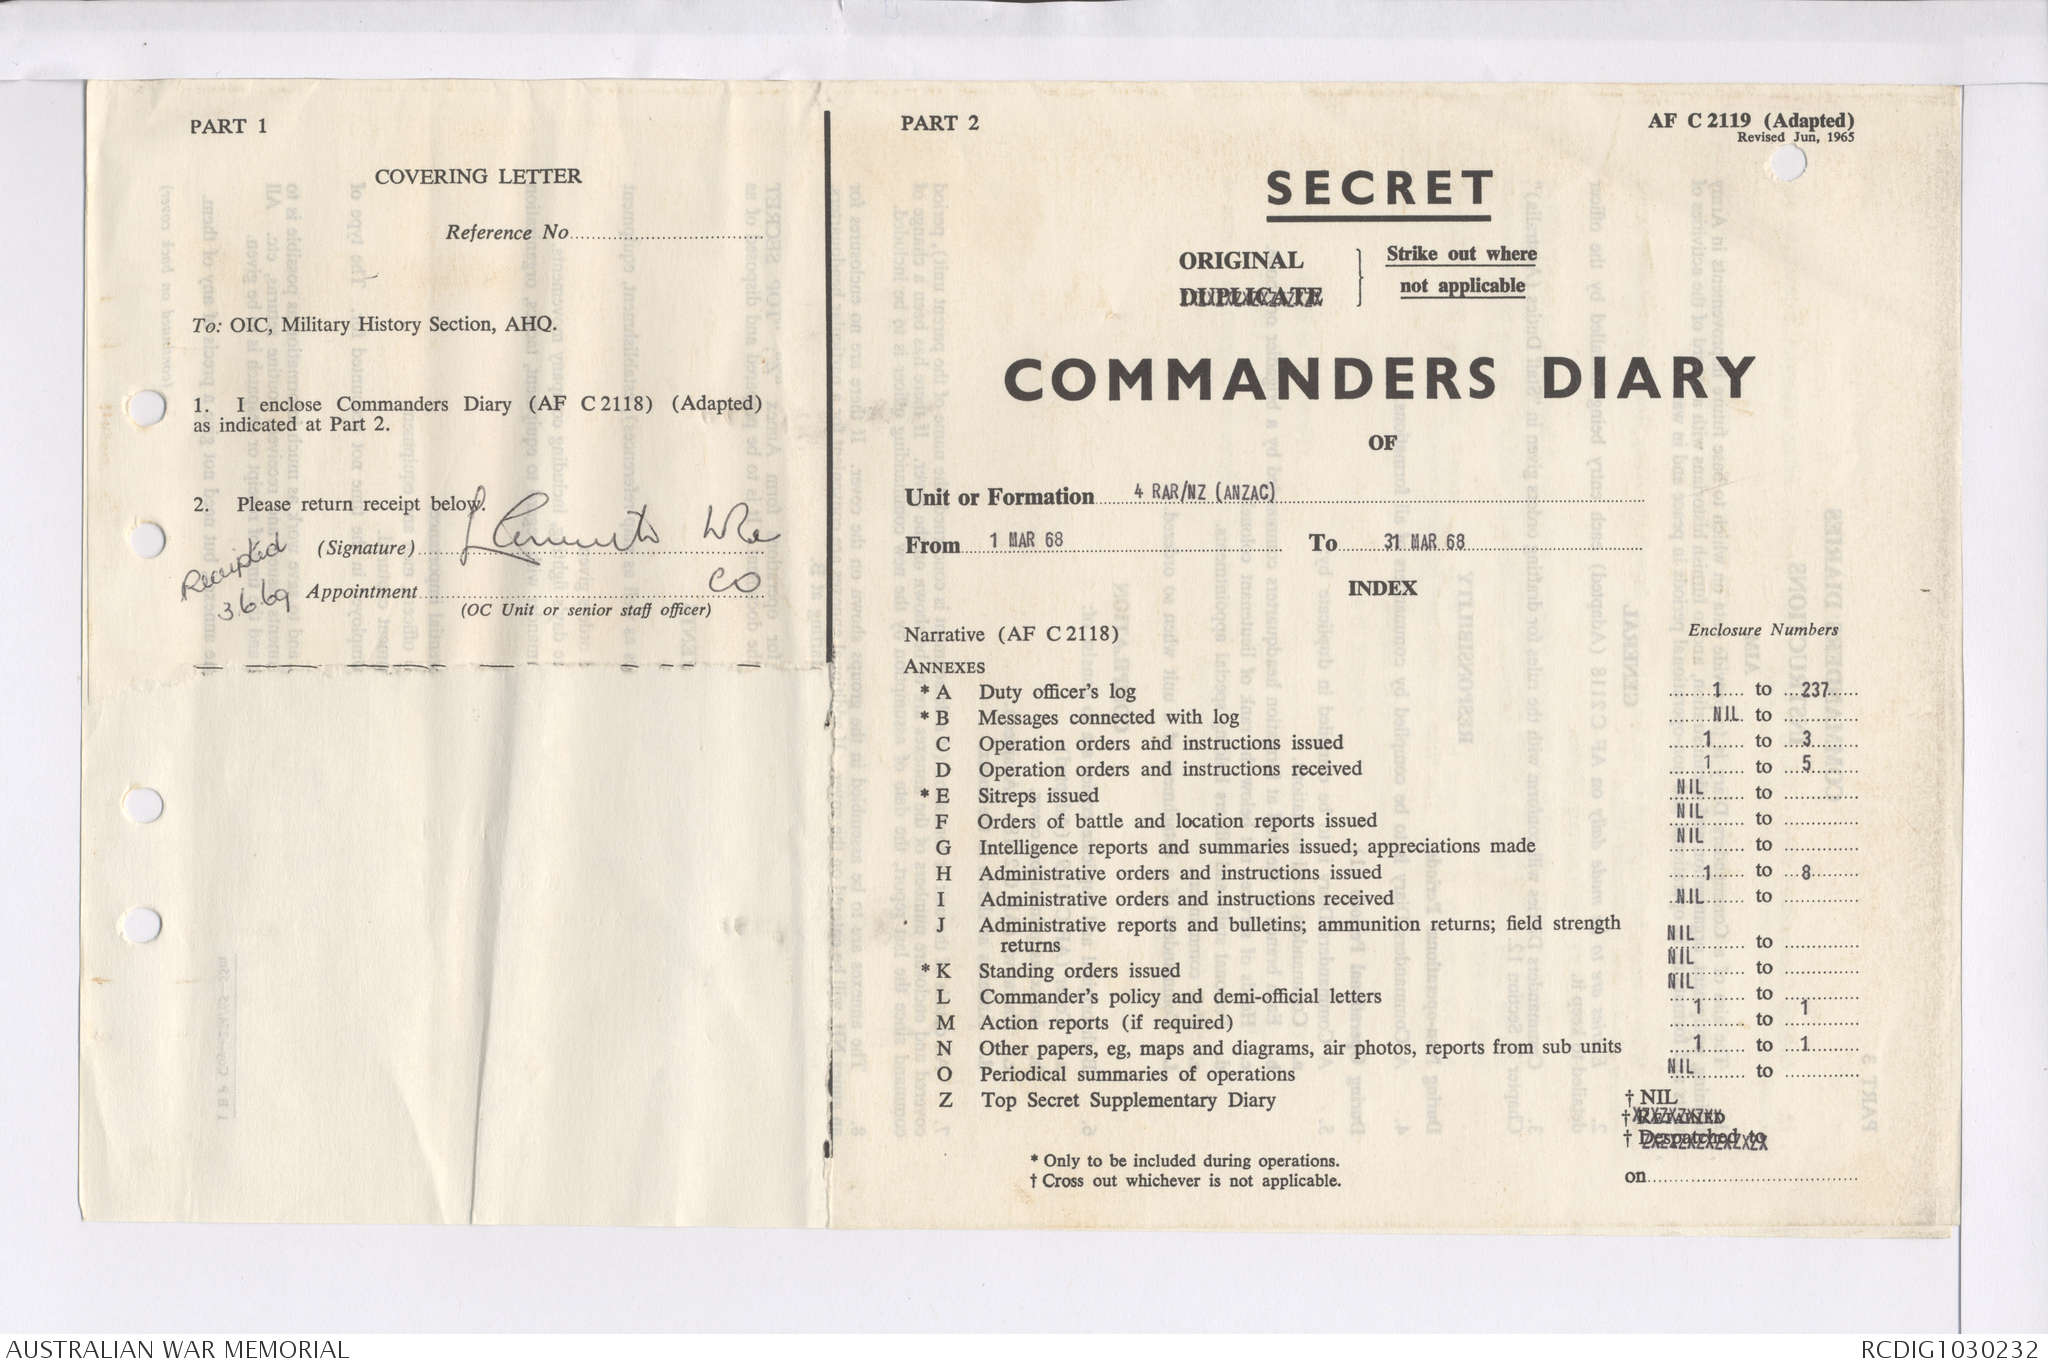 PART 1
COVERING LETTER
Reference No
To: OIC, Military History Section, AHQ.
1. I enclose Commanders Diary (AF C 2118) (Adapted)
as indicated at Part 2.
2. Please return receipt below.
(Signature)
Receipted
3.6.69
Appointment CO
(OC Unit or senior staff officer)
PART 2
AF C 2119 (Adapted)
Revised Jun, 1965
SECRET
ORIGINAL
DUPLICATE
Strike out where
not applicable
COMMANDERS DIARY
OF
Unit or Formation 4 RAR/NZ (ANZAC)
From 1 MAR 68 To 31 MAR 68
INDEX
Narrative (AF C 2118) Enclosure Numbers
ANNEXES
* A Duty officer's log 1 to 237
* B Messages connected with log NIL to
C Operation orders and instructions issued 1 to 3
D Operation orders and instructions received 1 to 5
* E Sitreps issued NIL to
F Orders of battle and location reports issued NIL to
G Intelligence reports and summaries issued; appreciations made NIL to
H Administrative orders and instructions issued 1 to 8
I Administrative orders and instructions received NIL to
J Administrative reports and bulletins; ammunition returns; field strength
returns NIL to
* K Standing orders issued NIL to
L Commander's policy and demi-official letters NIL to
M Action reports (if required) 1 to 1
N Other papers, eg, maps and diagrams, air photos, reports from sub units 1 to 1
O Periodical summaries of operations NIL to
Z Top Secret Supplementary Diary
† NIL
† RETAINED
† Despatched to
* Only to be included during operations.
† Cross out whichever is not applicable.
on
AUSTRALIAN WAR MEMORIAL
RCDIG1030232